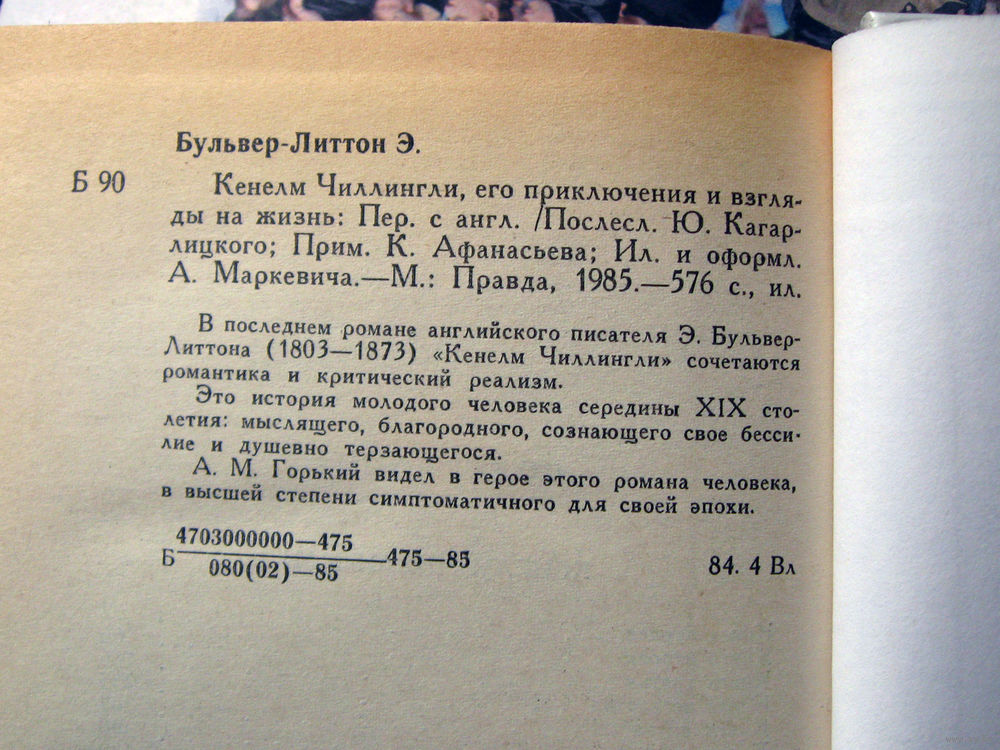 Бульвер-Литтон Э.
Б 90 Кенелм Чиллингли, его приключения и взгля-
ды на жизнь: Пер. с англ. /Послесл. Ю. Кагар-
лицкого; Прим. К. Афанасьева; Ил. и оформл.
А. Маркевича.—М.: Правда, 1985.—576 с., ил.
В последнем романе английского писателя Э. Бульвер-
Литтона (1803—1873) «Кенелм Чиллингли» сочетаются
романтика и критический реализм.
Это история молодого человека середины XIX сто-
летия: мыслящего, благородного, сознающего свое бесси-
лие и душевно терзающегося.
А. М. Горький видел в герое этого романа человека,
в высшей степени симптоматичного для своей эпохи.
4703000000—475
Б 475—85 84. 4 Вл
080(02)—85